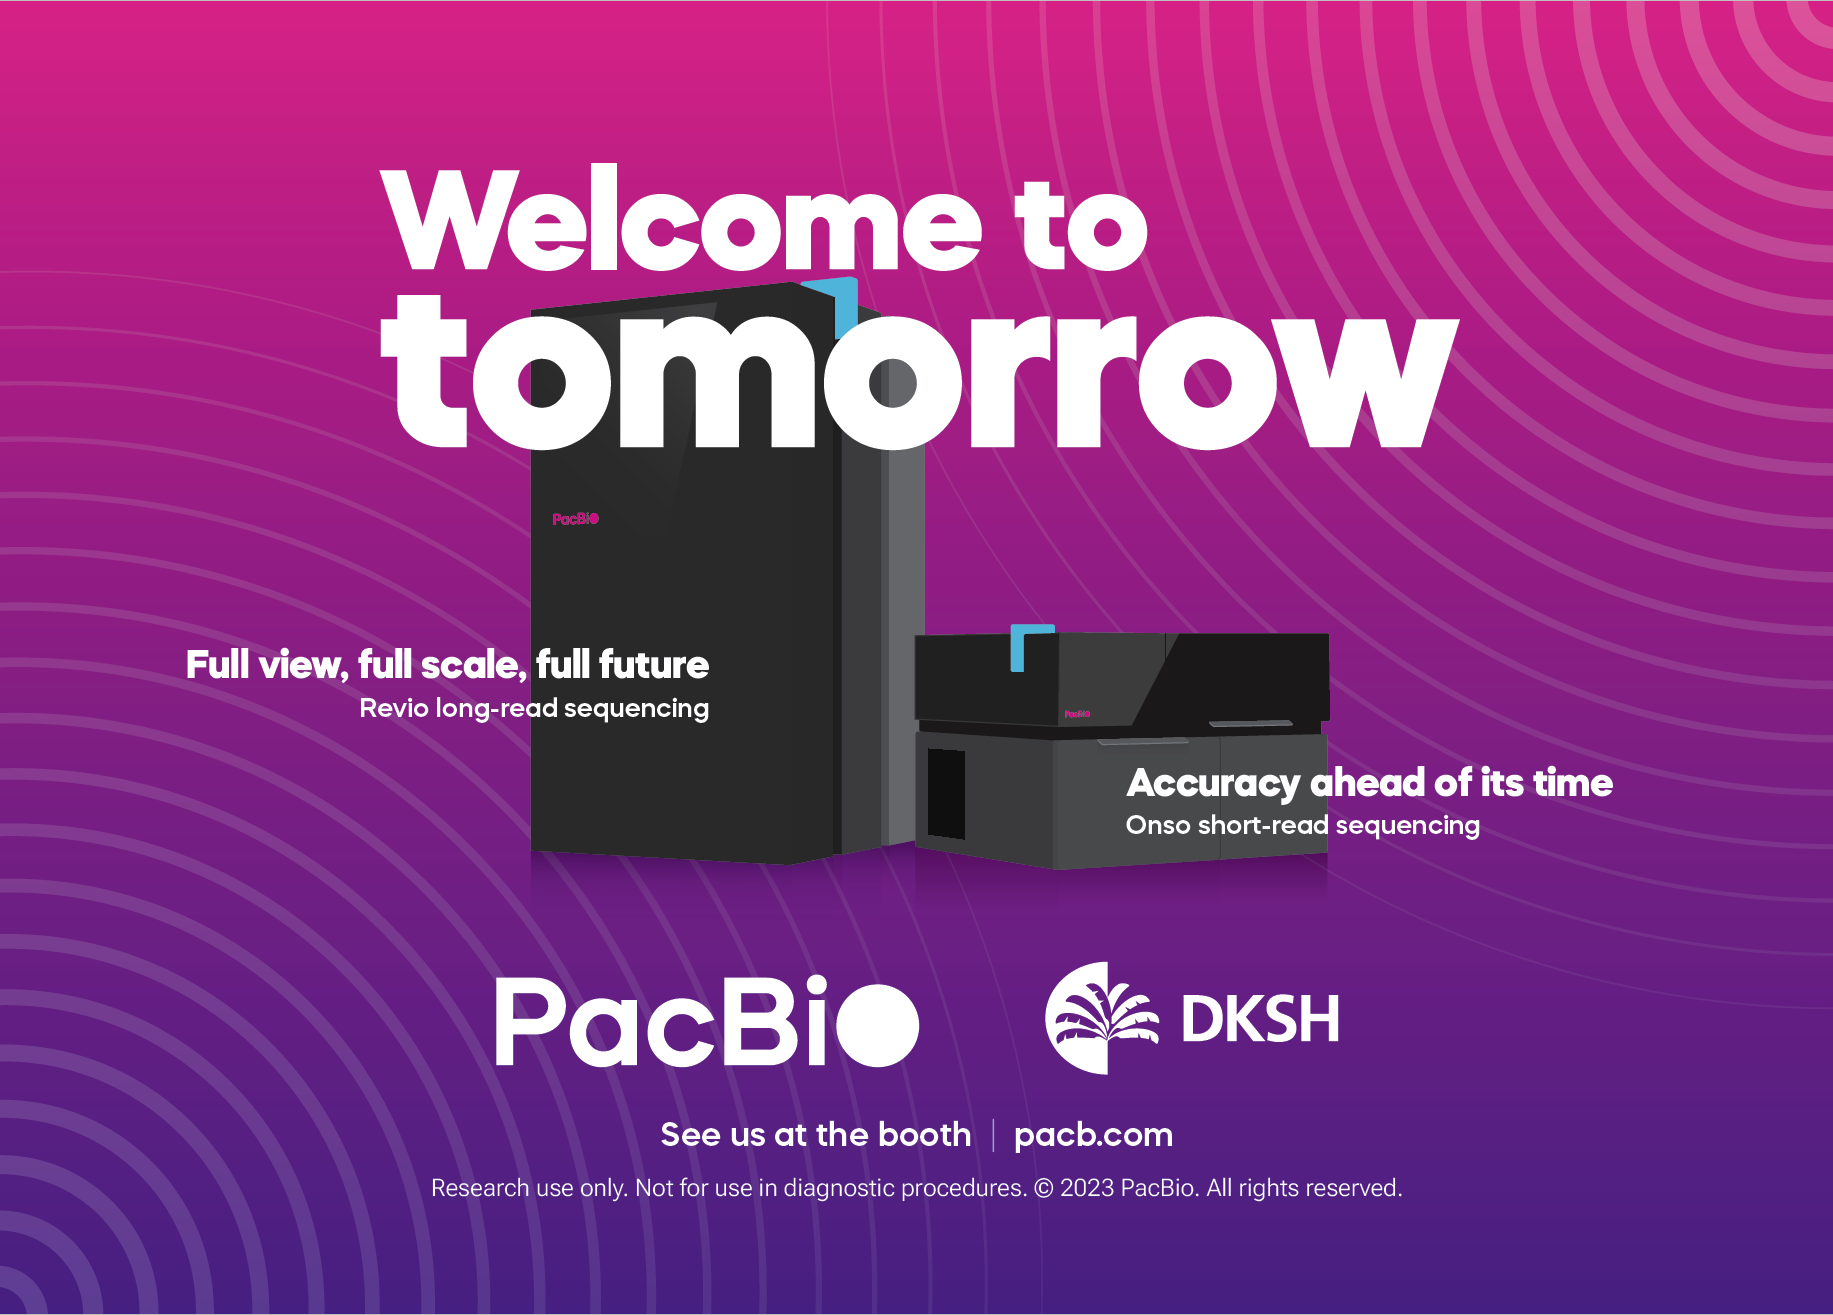 Welcome to
tomorrow
PacBio
Full view, full scale, full future
Revio long-read sequencing
PacBio
Accuracy ahead of its time
Onso short-read sequencing
PacBio
DKSH
See us at the booth | pacb.com
Research use only. Not for use in diagnostic procedures. © 2023 PacBio. All rights reserved.